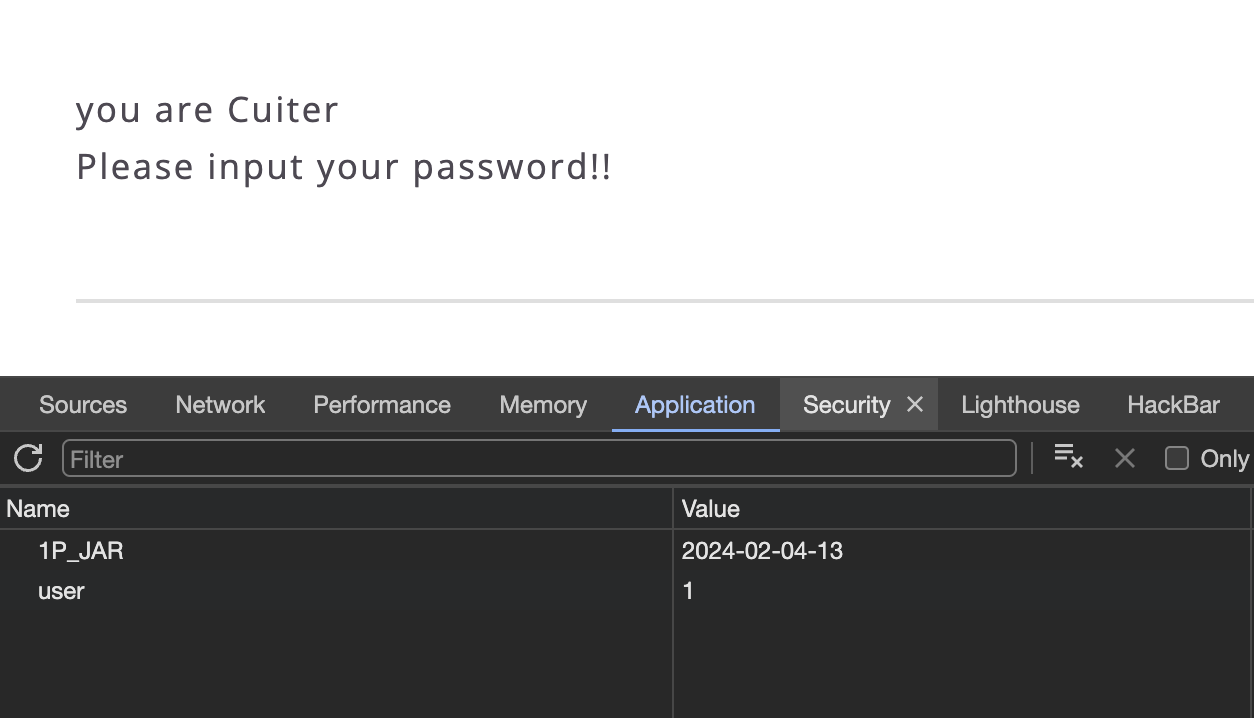 you are Cuiter
Please input your password!!
Sources Network Performance Memory Application Security Lighthouse HackBar
Filter Only
Name Value
1P_JAR 2024-02-04-13
user 1